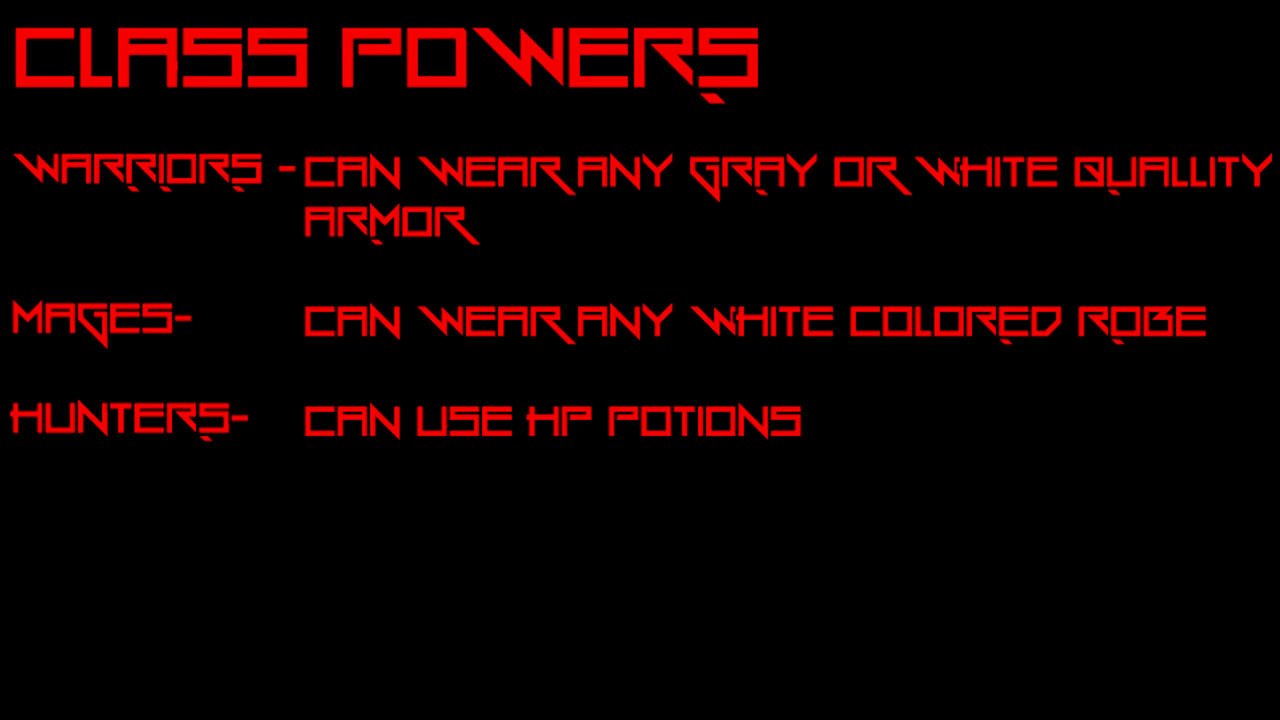 CLASS POWERS
WARRIORS - CAN WEAR ANY GRAY OR WHITE QUALLITY
ARMOR
MAGES- CAN WEAR ANY WHITE COLORED ROBE
HUNTERS- CAN USE HP POTIONS